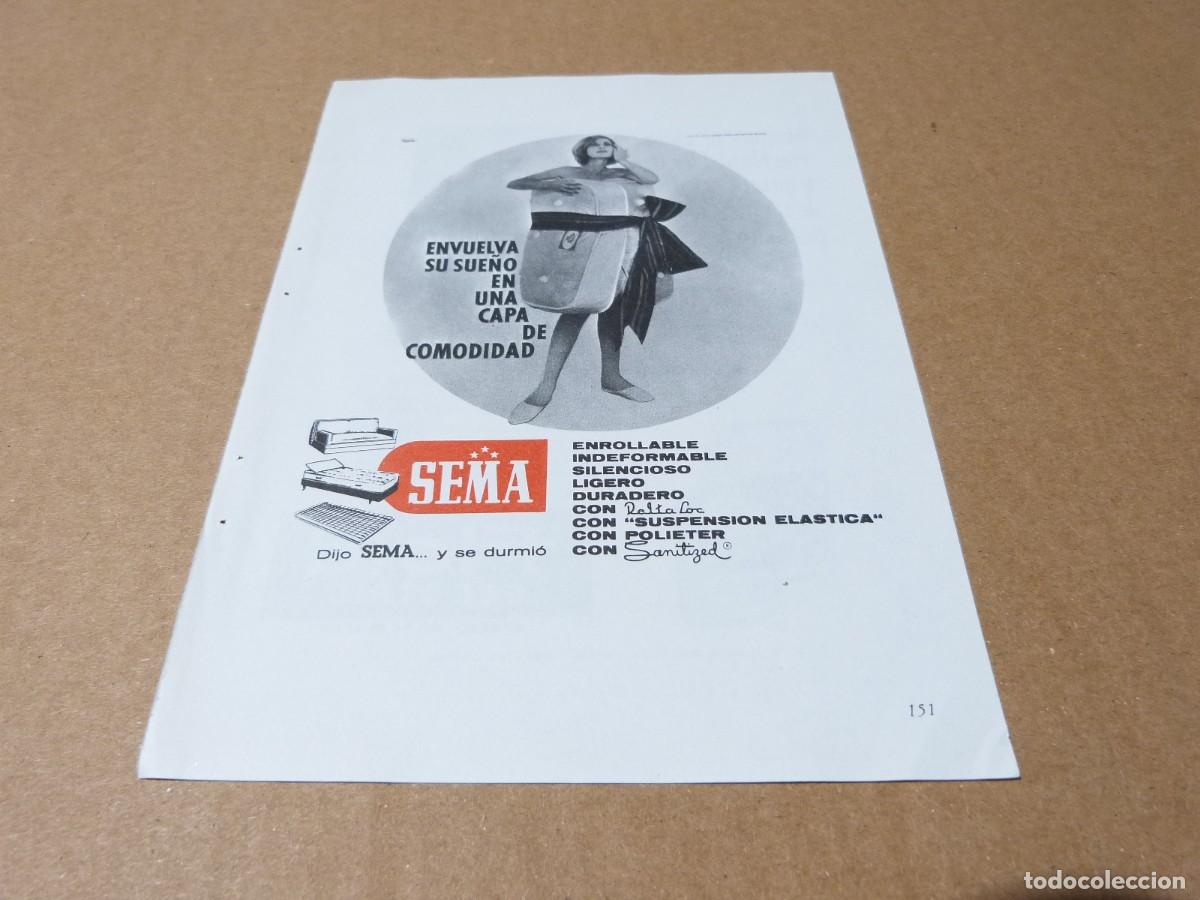 ENVUELVA
SU SUEÑO
EN
UNA
CAPA
DE
COMODIDAD
SEMA
Dijo SEMA... y se durmió
ENROLLABLE
INDEFORMABLE
SILENCIOSO
LIGERO
DURADERO
CON Relta Loc
CON "SUSPENSION ELASTICA"
CON POLIETER
CON Sanitized®
151
todocoleccion